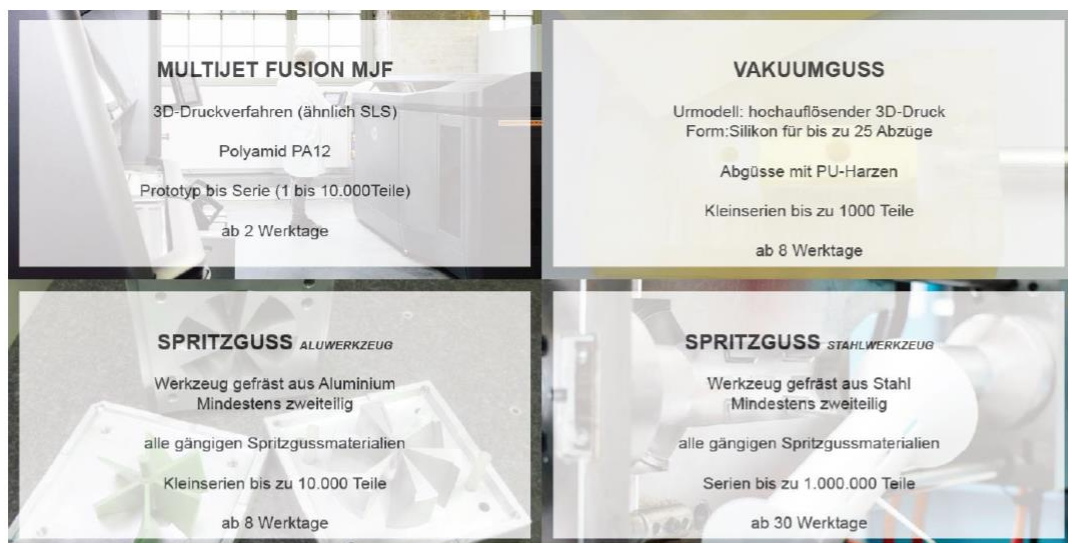 MULTIJET FUSION MJF
3D-Druckverfahren (ähnlich SLS)
Polyamid PA12
Prototyp bis Serie (1 bis 10.000Teile)
ab 2 Werktage
VAKUUMGUSS
Urmodell: hochauflösender 3D-Druck
Form:Silikon für bis zu 25 Abzüge
Abgüsse mit PU-Harzen
Kleinserien bis zu 1000 Teile
ab 8 Werktage
SPRITZGUSS ALUWERKZEUG
Werkzeug gefräst aus Aluminium
Mindestens zweiteilig
alle gängigen Spritzgussmaterialien
Kleinserien bis zu 10.000 Teile
ab 8 Werktage
SPRITZGUSS STAHLWERKZEUG
Werkzeug gefräst aus Stahl
Mindestens zweiteilig
alle gängigen Spritzgussmaterialien
Serien bis zu 1.000.000 Teile
ab 30 Werktage